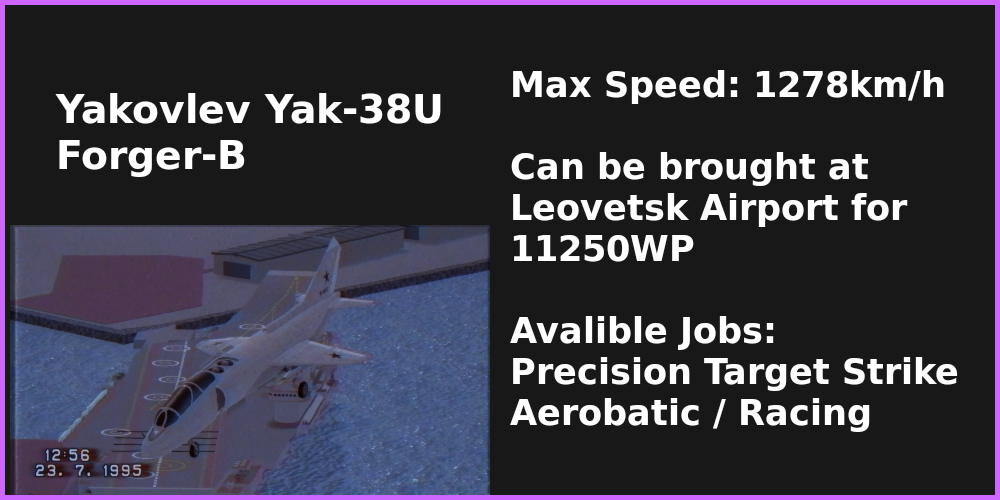 Yakovlev Yak-38U
Forger-B
Max Speed: 1278km/h
Can be brought at
Leovetsk Airport for
11250WP
Avalible Jobs:
Precision Target Strike
Aerobatic / Racing
12:56
23. 7. 1995